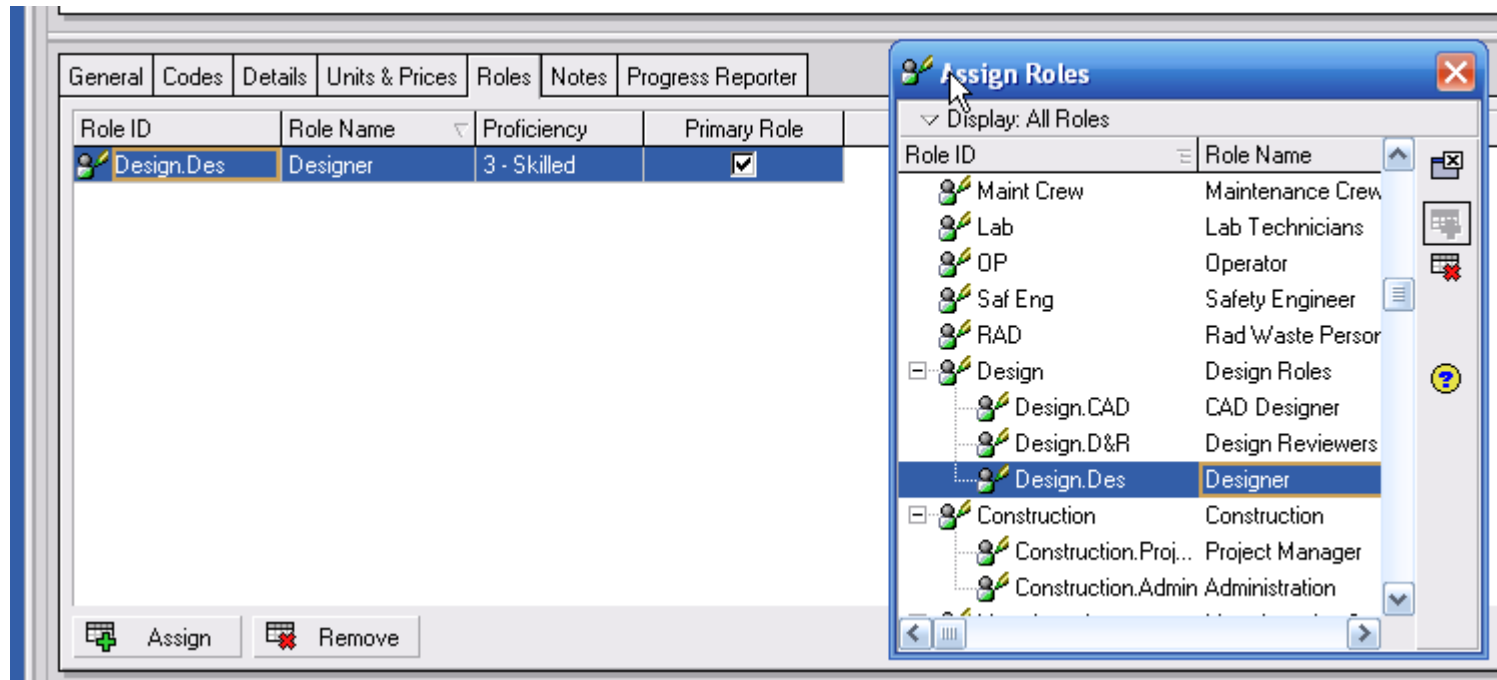 General Codes Details Units & Prices Roles Notes Progress Reporter
Role ID Role Name Proficiency Primary Role
Design.Des Designer 3 - Skilled
Assign Remove
Assign Roles
Display: All Roles
Role ID Role Name
Maint Crew Maintenance Crew
Lab Lab Technicians
OP Operator
Saf Eng Safety Engineer
RAD Rad Waste Person
Design Design Roles
Design.CAD CAD Designer
Design.D&R Design Reviewers
Design.Des Designer
Construction Construction
Construction.Proj... Project Manager
Construction.Admin Administration